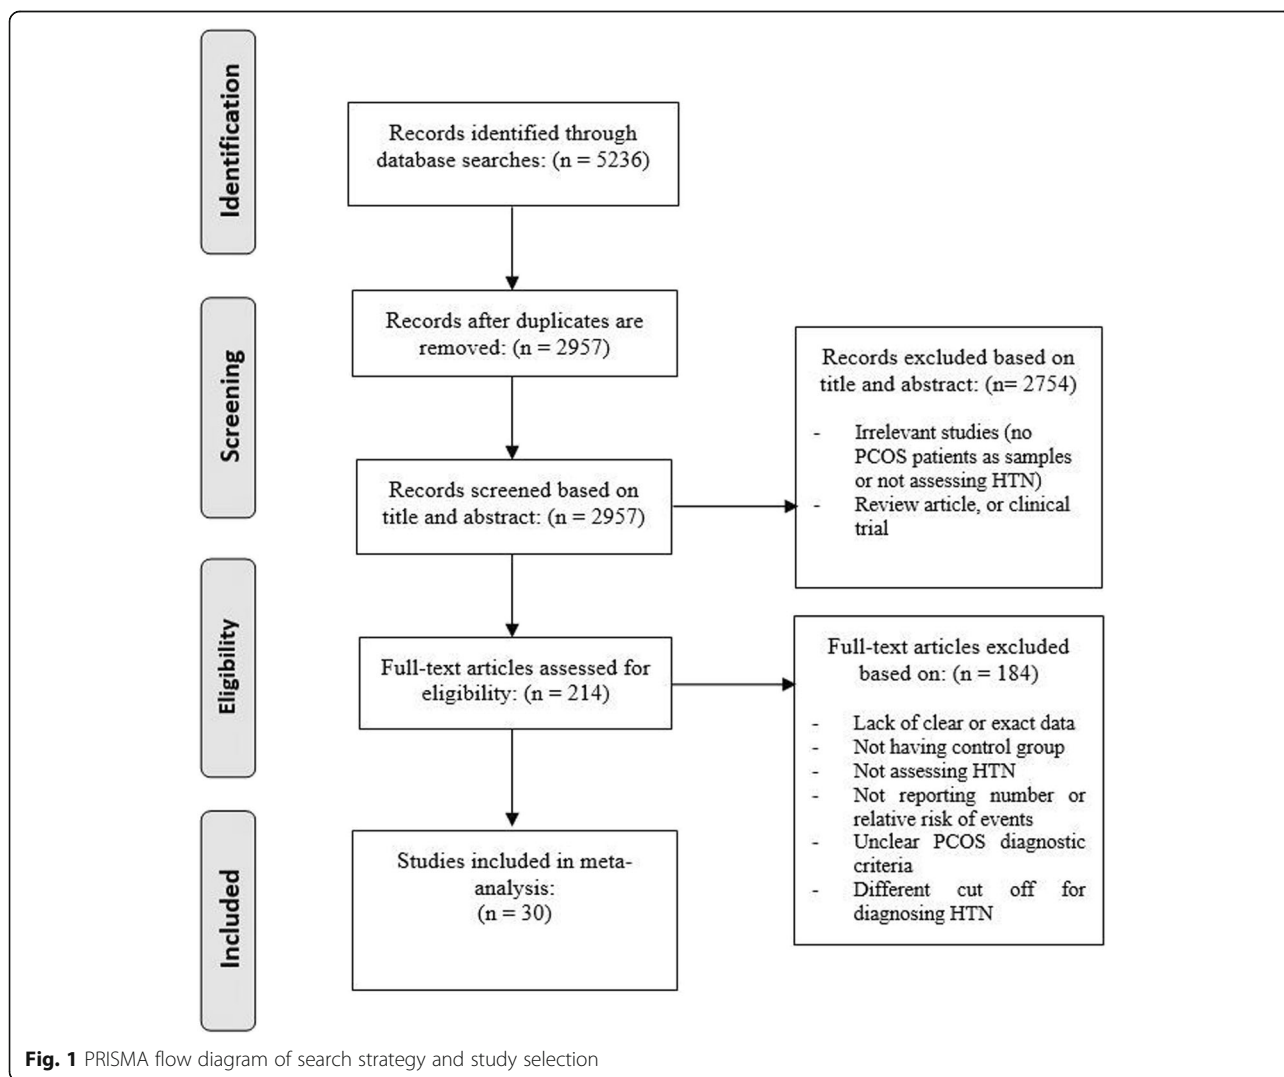 Identification
Records identified through
database searches: (n = 5236)
Screening
Records after duplicates are
removed: (n = 2957)
Records screened based on
title and abstract: (n = 2957)
Records excluded based on
title and abstract: (n= 2754)
- Irrelevant studies (no
PCOS patients as samples
or not assessing HTN)
- Review article, or clinical
trial
Eligibility
Full-text articles assessed for
eligibility: (n = 214)
Full-text articles excluded
based on: (n = 184)
- Lack of clear or exact data
- Not having control group
- Not assessing HTN
- Not reporting number or
relative risk of events
- Unclear PCOS diagnostic
criteria
- Different cut off for
diagnosing HTN
Included
Studies included in meta-
analysis:
(n = 30)
Fig. 1 PRISMA flow diagram of search strategy and study selection